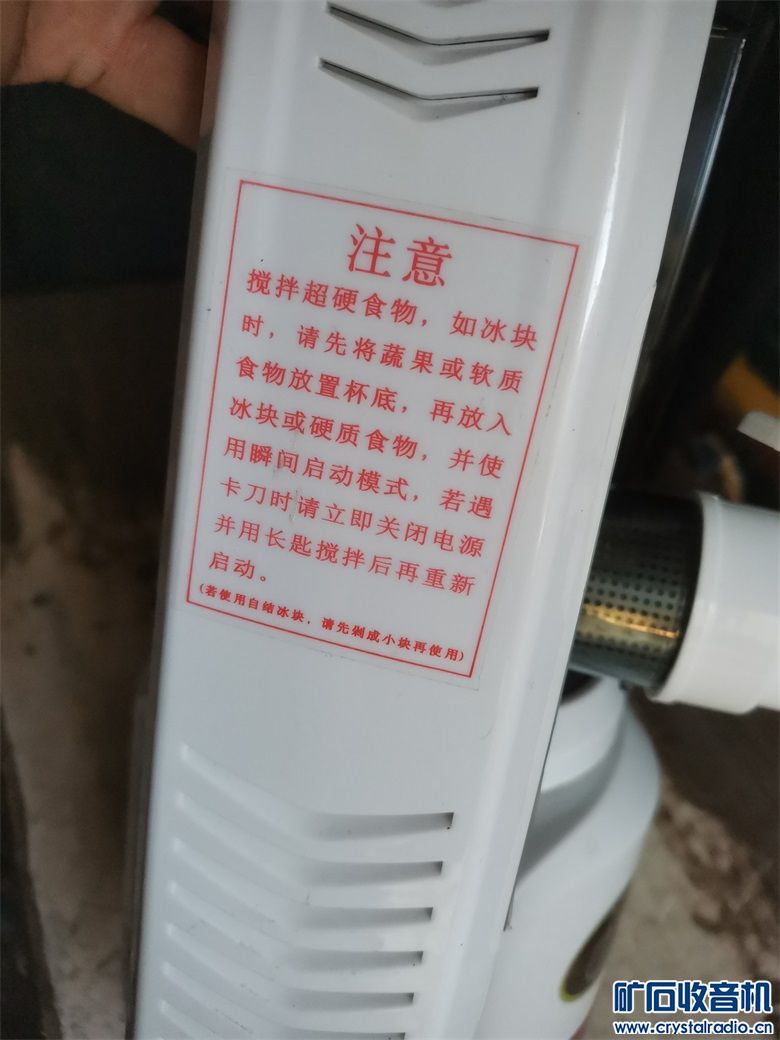 注意
搅拌超硬食物，如冰块
时，请先将蔬果或软质
食物放置杯底，再放入
冰块或硬质食物，并使
用瞬间启动模式，若遇
卡刀时请立即关闭电源
并用长匙搅拌后再重新
启动。
(若使用自结冰块，请先剁成小块再使用)
矿石收音机
www.crystalradio.cn